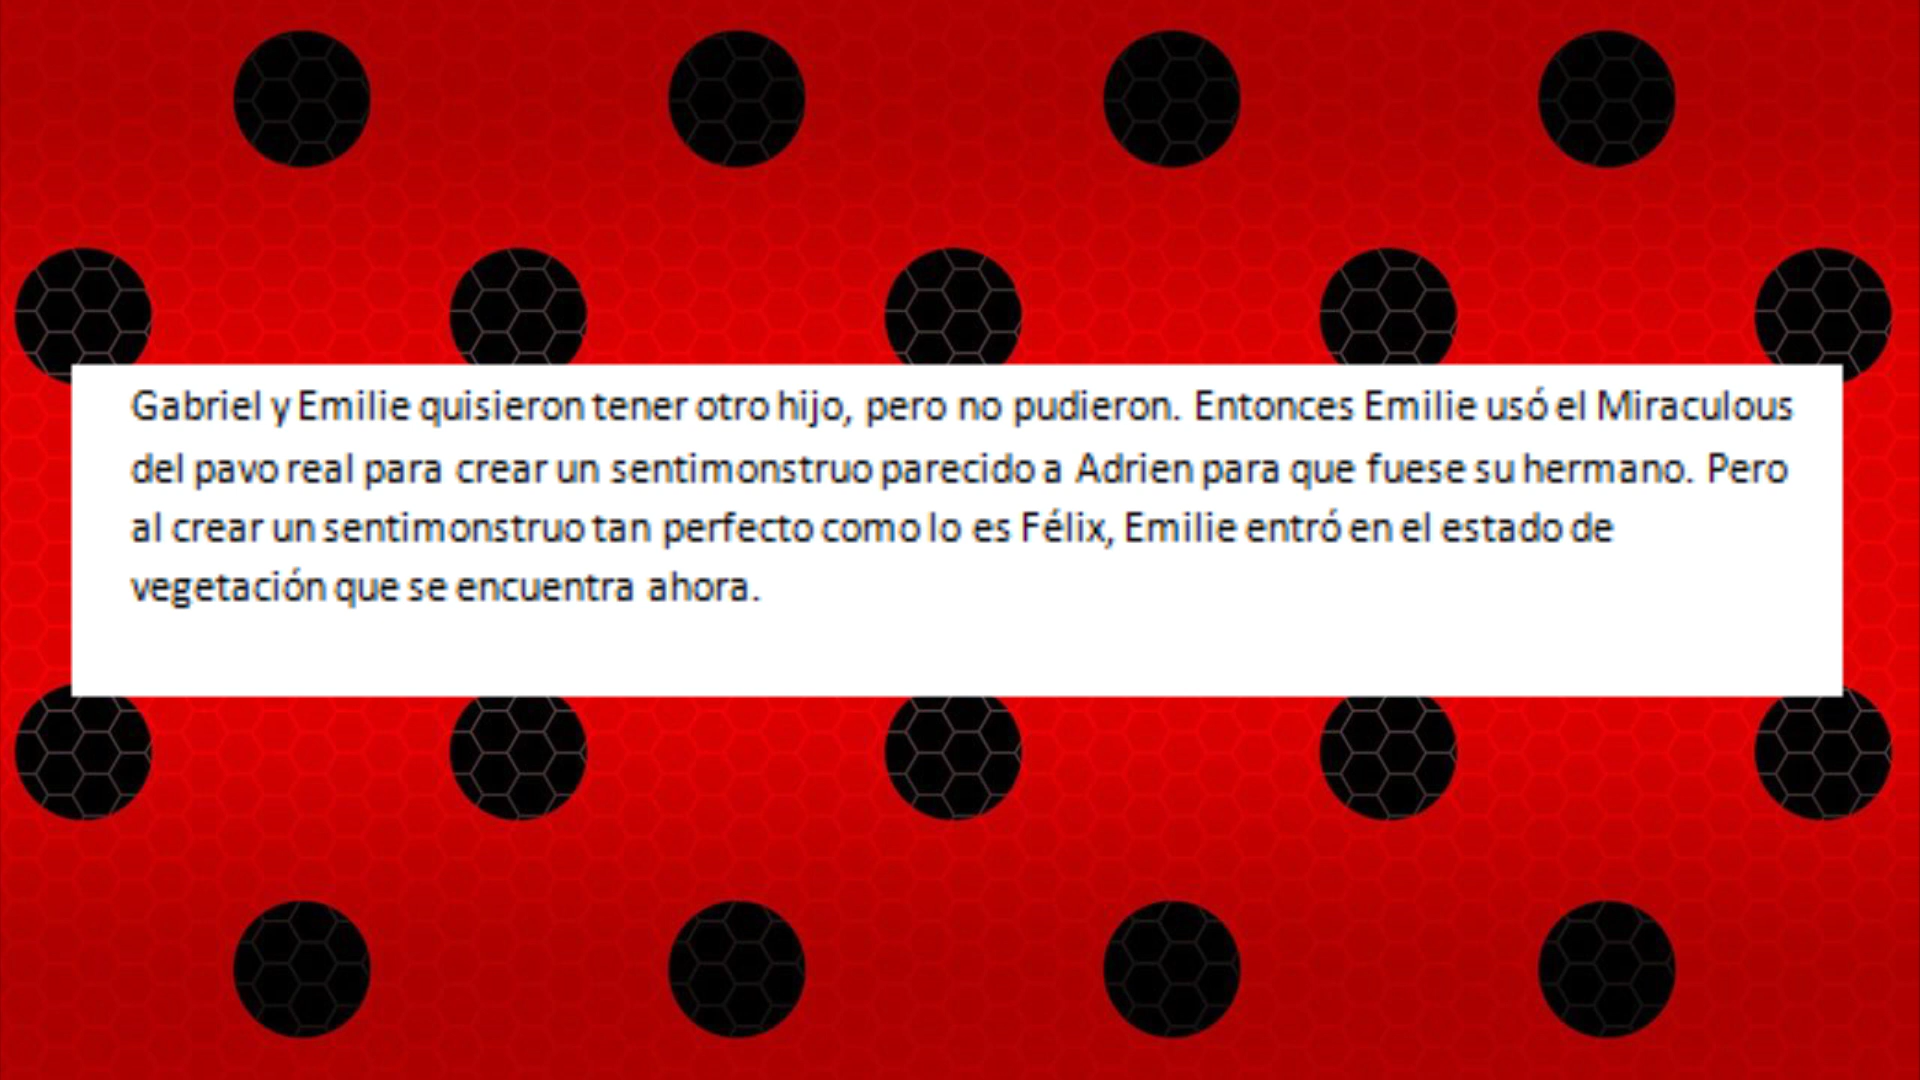 Gabriel y Emilie quisieron tener otro hijo, pero no pudieron. Entonces Emilie usó el Miraculous
del pavo real para crear un sentimonstruo parecido a Adrien para que fuese su hermano. Pero
al crear un sentimonstruo tan perfecto como lo es Félix, Emilie entró en el estado de
vegetación que se encuentra ahora.